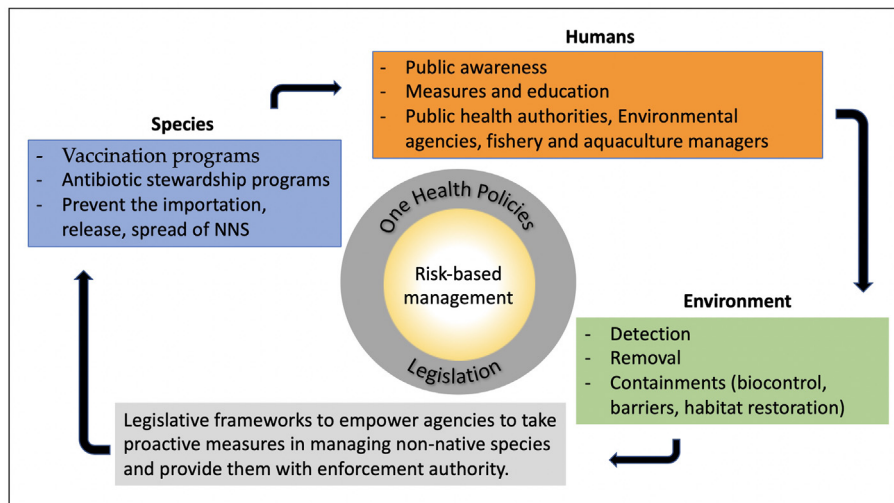 Humans
- Public awareness
- Measures and education
- Public health authorities, Environmental
agencies, fishery and aquaculture managers
Species
- Vaccination programs
- Antibiotic stewardship programs
- Prevent the importation,
release, spread of NNS
One Health Policies
Risk-based
management
Legislation
Environment
- Detection
- Removal
- Containments (biocontrol,
barriers, habitat restoration)
Legislative frameworks to empower agencies to take
proactive measures in managing non-native species
and provide them with enforcement authority.